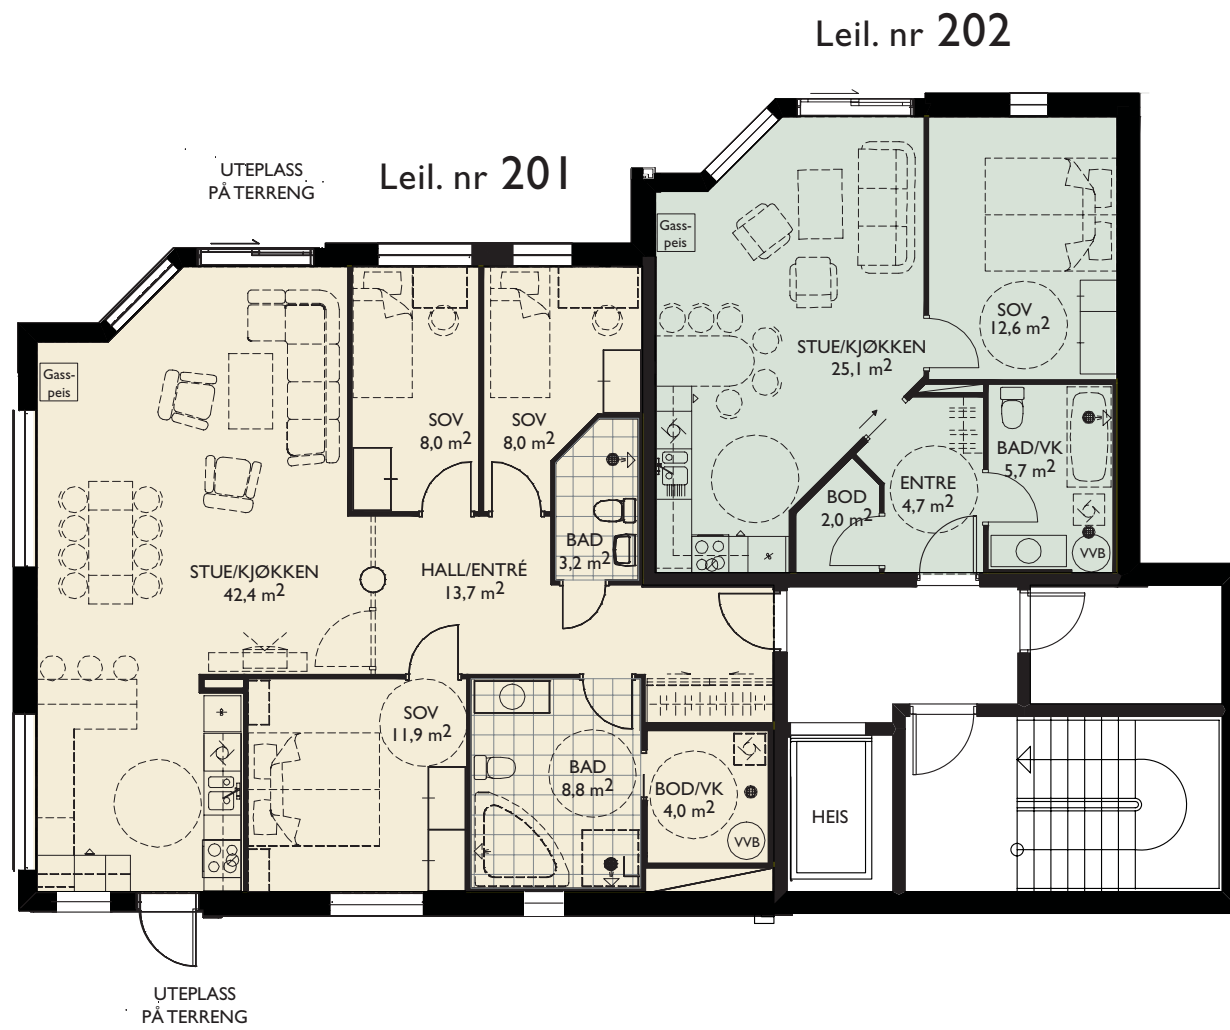 Leil. nr 202
UTEPLASS
PÅ TERRENG
Leil. nr 201
Gass-
peis
SOV
12,6 m²
STUE/KJØKKEN
25,1 m²
Gass-
peis
SOV
8,0 m²
SOV
8,0 m²
BAD/VK
5,7 m²
ENTRE
4,7 m²
BOD
2,0 m²
VVB
BAD
3,2 m²
STUE/KJØKKEN
42,4 m²
HALL/ENTRÉ
13,7 m²
SOV
11,9 m²
BAD
8,8 m²
BOD/VK
4,0 m²
VVB
HEIS
UTEPLASS
PÅ TERRENG